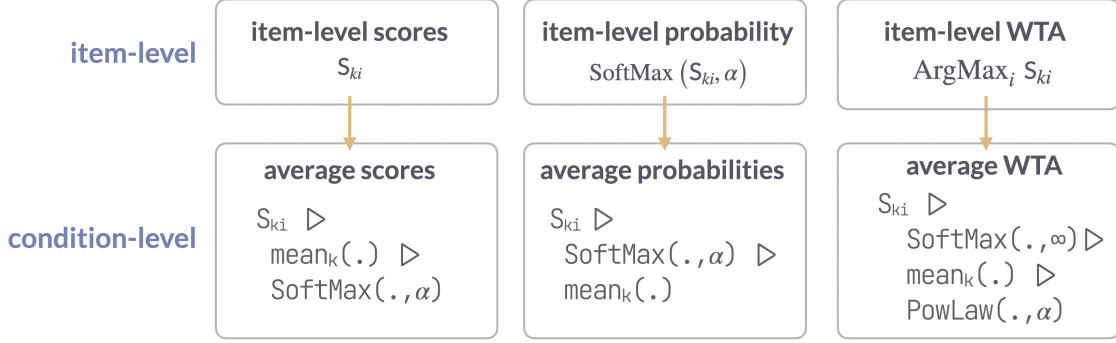 item-level
item-level scores
S_ki
item-level probability
SoftMax (S_ki, α)
item-level WTA
ArgMax_i S_ki
condition-level
average scores
S_ki ▷
mean_k(.) ▷
SoftMax(.,α)
average probabilities
S_ki ▷
SoftMax(.,α) ▷
mean_k(.)
average WTA
S_ki ▷
SoftMax(.,∞) ▷
mean_k(.) ▷
PowLaw(.,α)